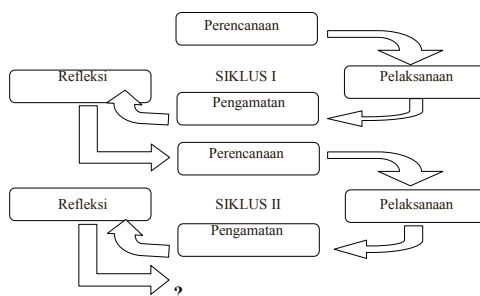 Perencanaan
Refleksi
SIKLUS I
Pelaksanaan
Pengamatan
Perencanaan
Refleksi
SIKLUS II
Pelaksanaan
Pengamatan
?